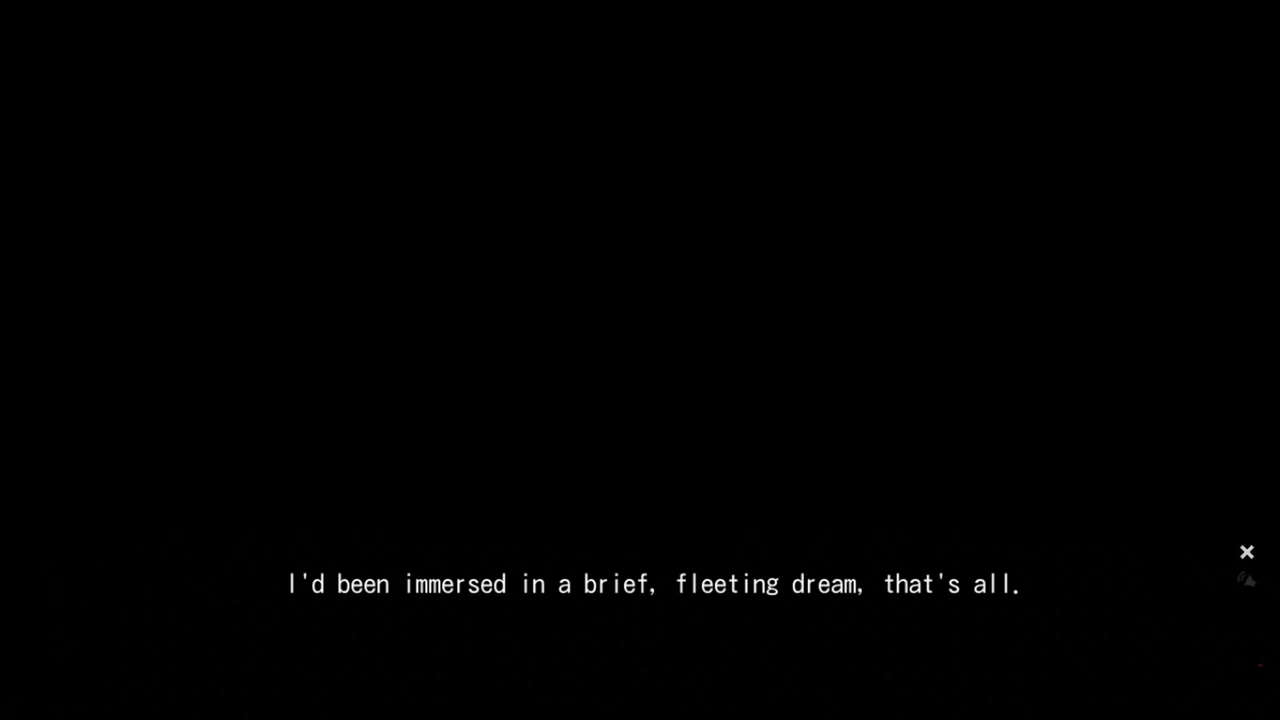 I'd been immersed in a brief, fleeting dream, that's all.